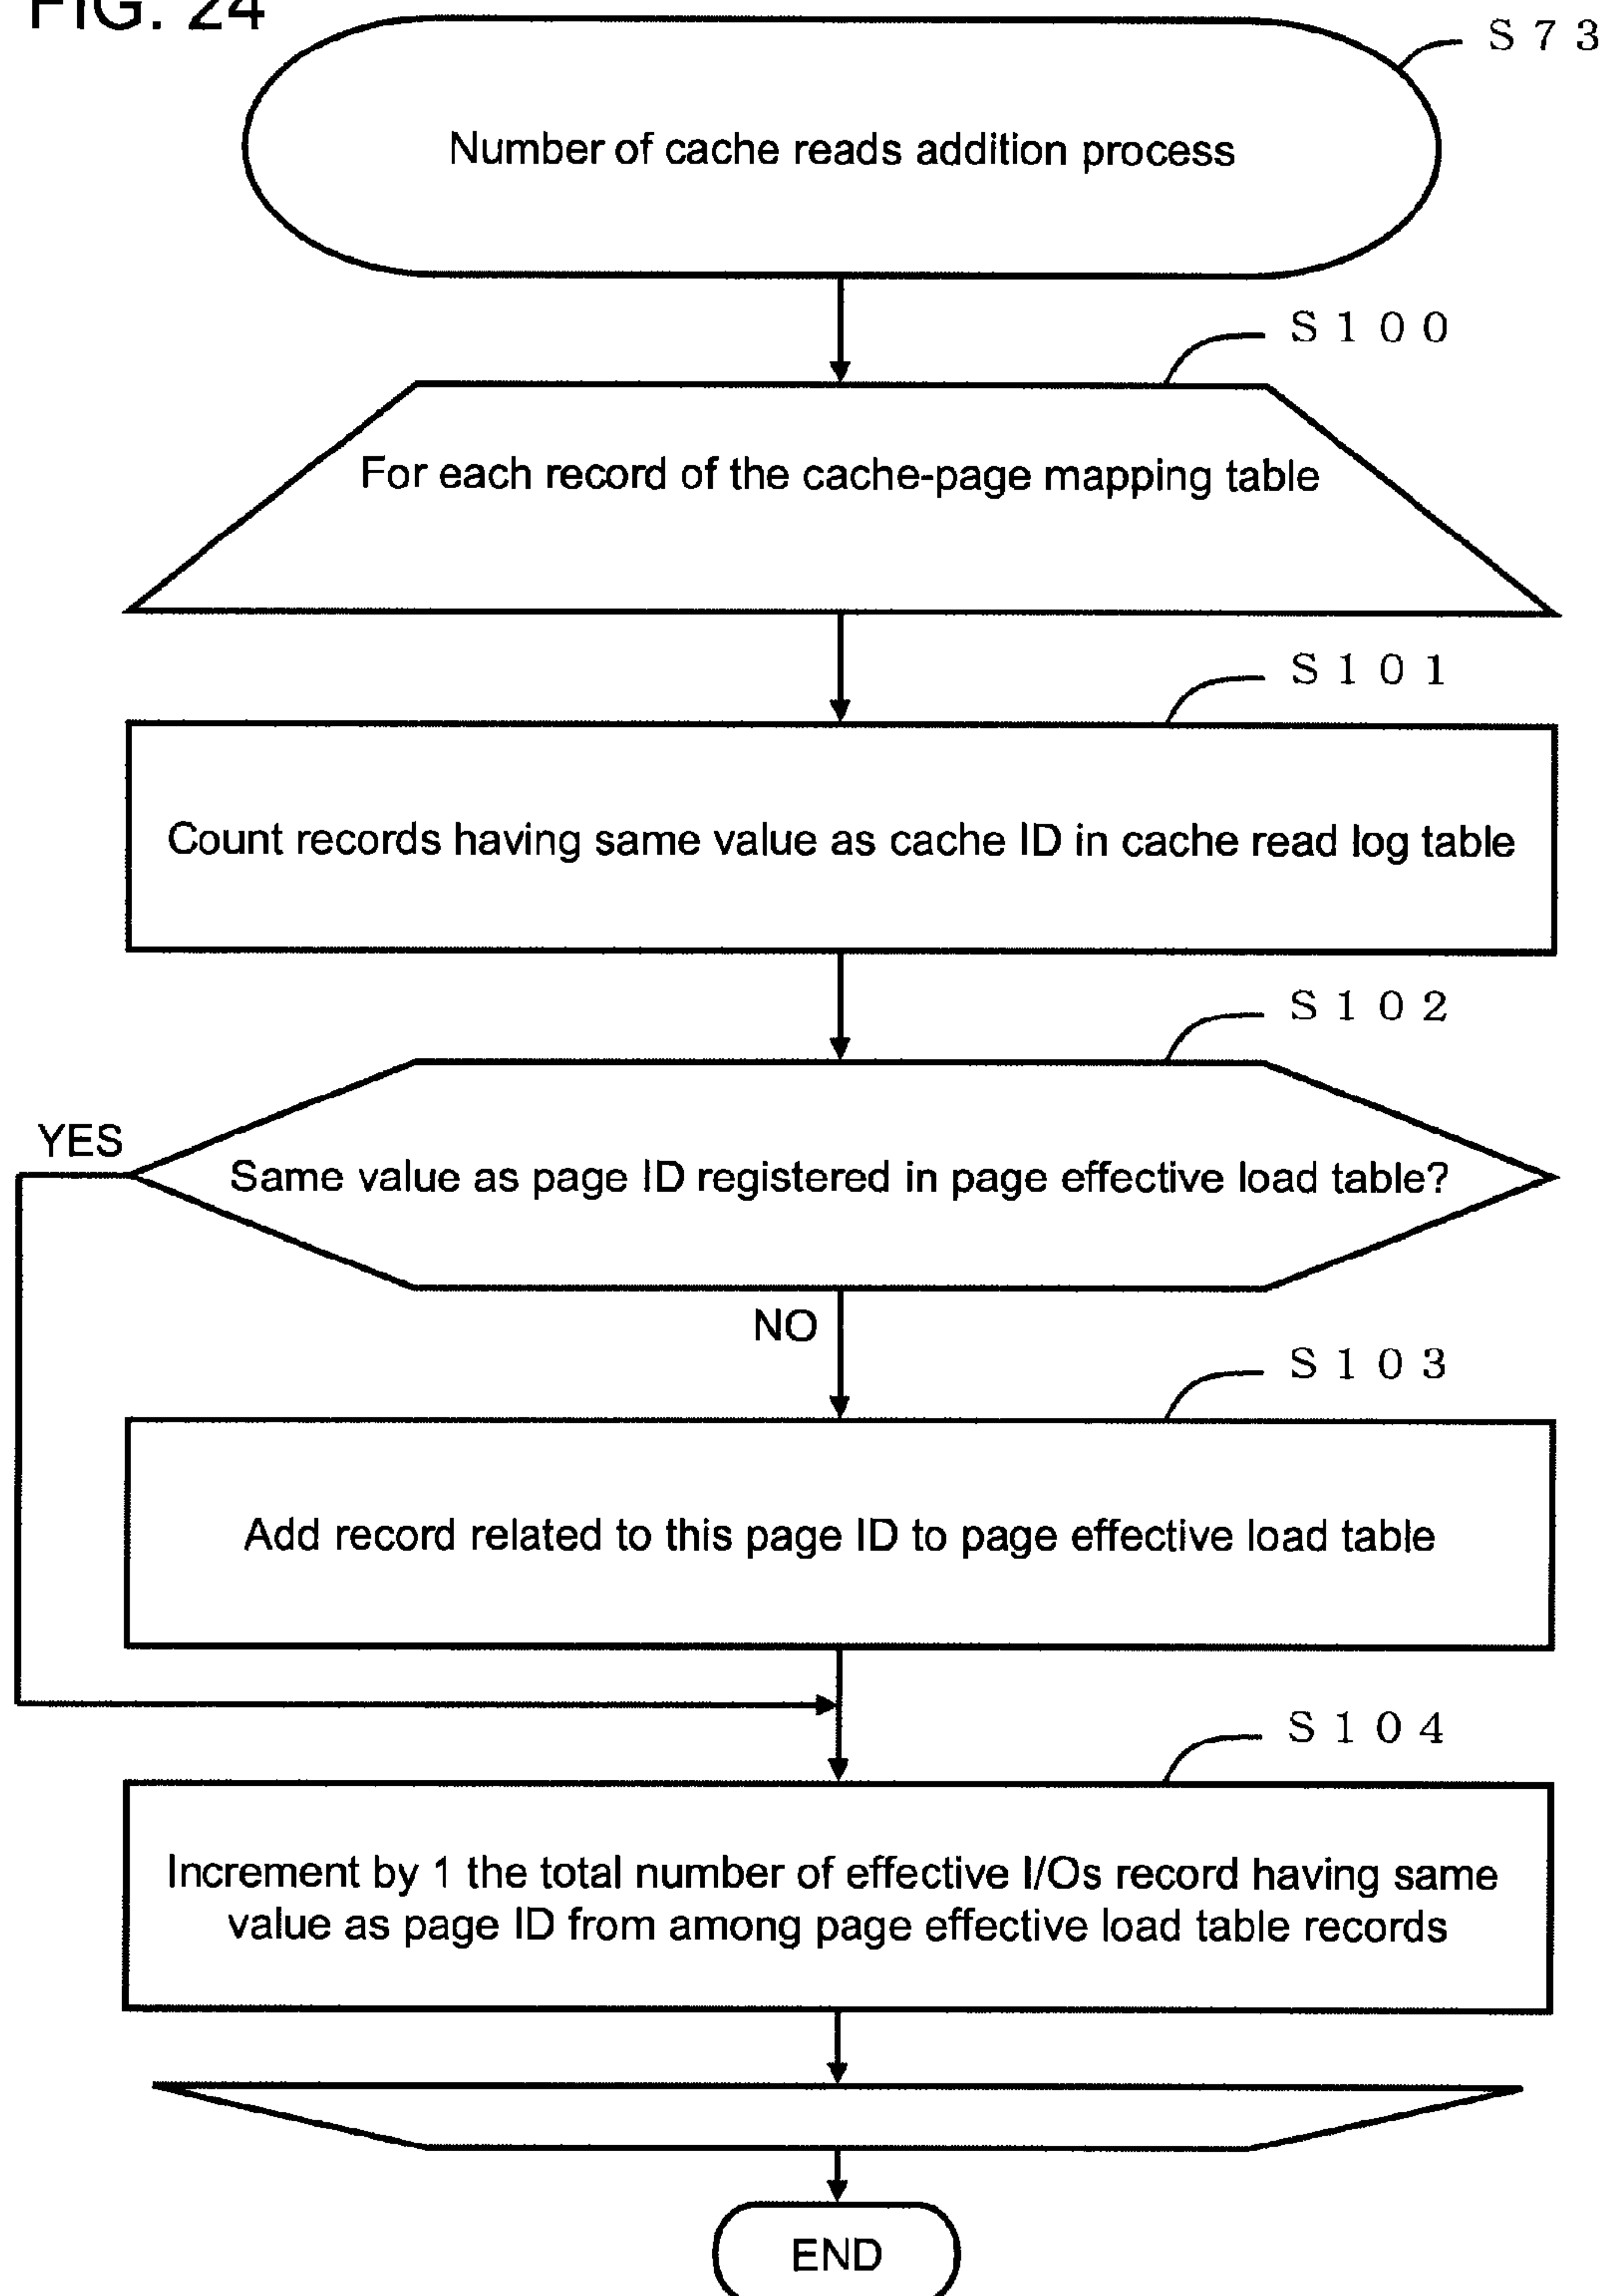 FIG. 24
S73
Number of cache reads addition process
S100
For each record of the cache-page mapping table
S101
Count records having same value as cache ID in cache read log table
S102
YES
Same value as page ID registered in page effective load table?
NO
S103
Add record related to this page ID to page effective load table
S104
Increment by 1 the total number of effective I/Os record having same
value as page ID from among page effective load table records
END